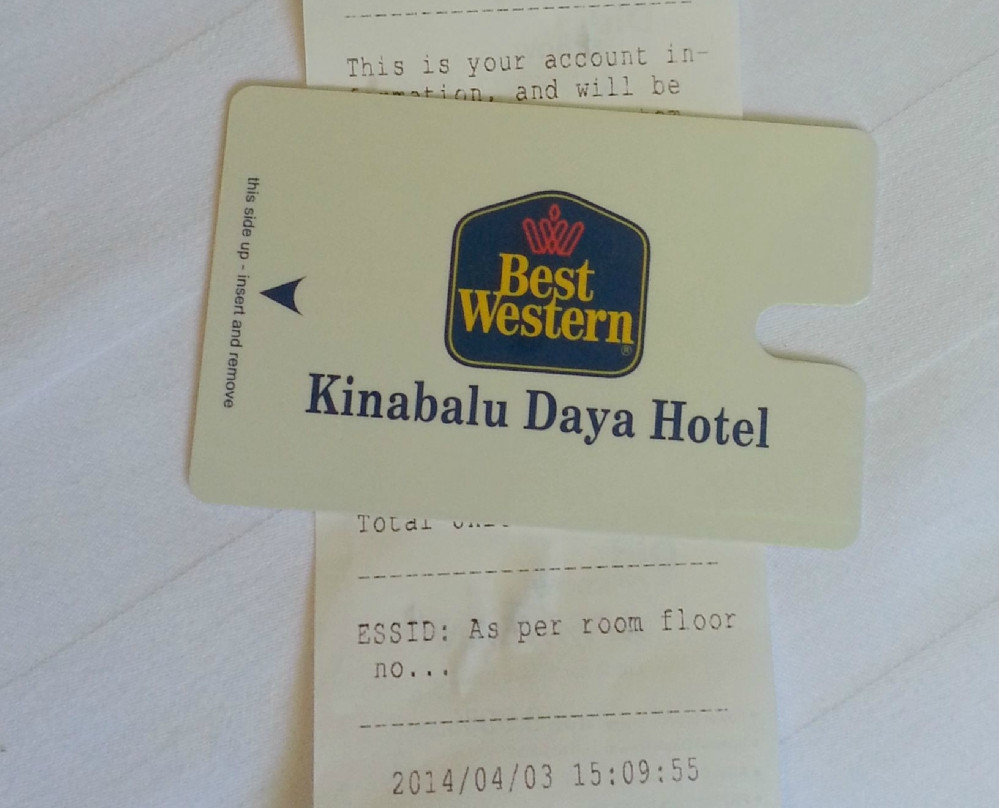 This is your account in-
formation, and will be
this side up - insert and remove
Best
Western
®
Kinabalu Daya Hotel
Total
ESSID: As per room floor
no...
2014/04/03 15:09:55